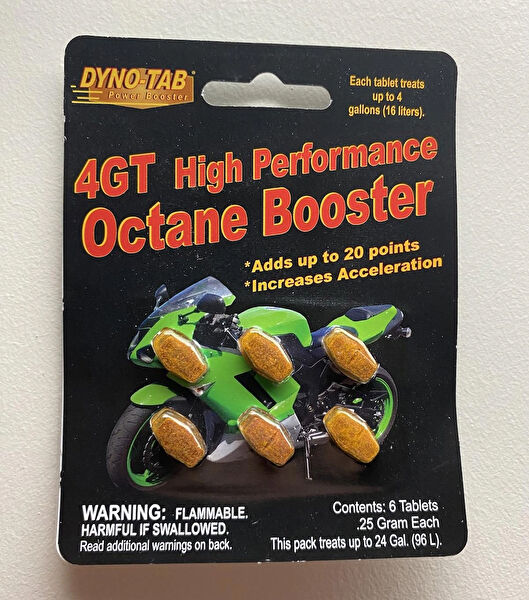 DYNO-TAB®
Power Booster
Each tablet treats
up to 4
gallons (16 liters).
4GT High Performance
Octane Booster
*Adds up to 20 points
*Increases Acceleration
WARNING: FLAMMABLE.
HARMFUL IF SWALLOWED.
Read additional warnings on back.
Contents: 6 Tablets
.25 Gram Each
This pack treats up to 24 Gal. (96 L).